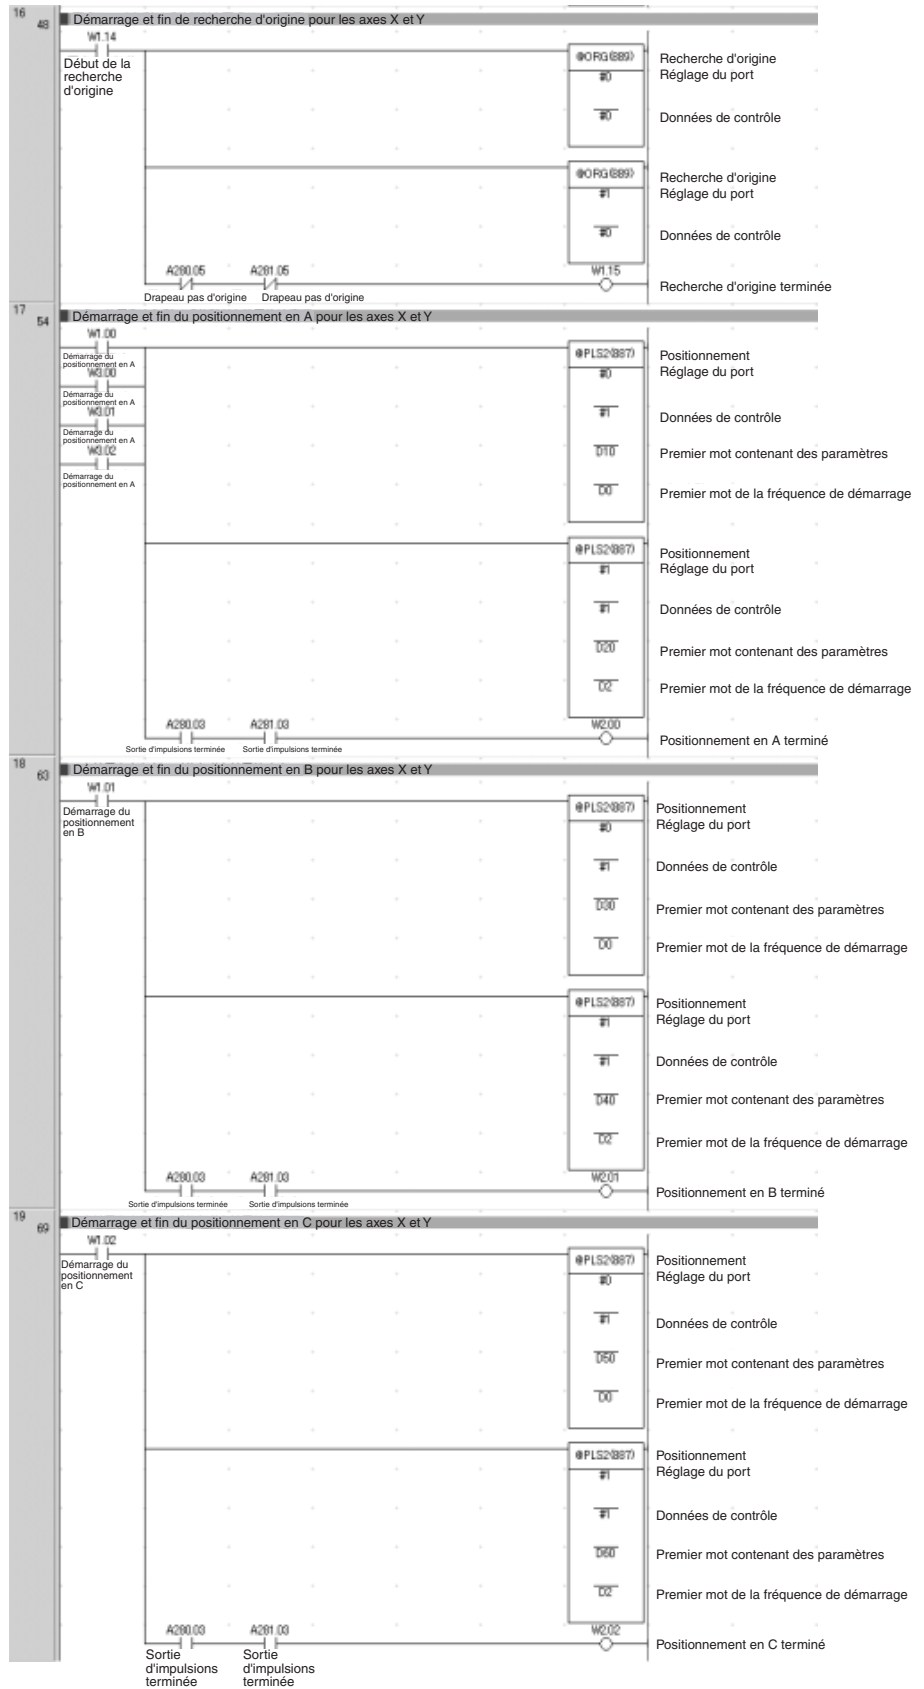 16
48
Démarrage et fin de recherche d'origine pour les axes X et Y
W1.14
Début de la
recherche
d'origine
@ORG(889)
Recherche d'origine
#0
Réglage du port
#0
Données de contrôle
@ORG(889)
Recherche d'origine
#1
Réglage du port
#0
Données de contrôle
A280.05
A281.05
W1.15
Recherche d'origine terminée
Drapeau pas d'origine
Drapeau pas d'origine
17
54
Démarrage et fin du positionnement en A pour les axes X et Y
W1.00
Démarrage du
positionnement en A
W3.00
Démarrage du
positionnement en A
W3.01
Démarrage du
positionnement en A
W3.02
Démarrage du
positionnement en A
@PLS2(887)
Positionnement
#0
Réglage du port
#1
Données de contrôle
D10
Premier mot contenant des paramètres
D0
Premier mot de la fréquence de démarrage
@PLS2(887)
Positionnement
#1
Réglage du port
#1
Données de contrôle
D20
Premier mot contenant des paramètres
D2
Premier mot de la fréquence de démarrage
A280.03
A281.03
W2.00
Positionnement en A terminé
Sortie d'impulsions terminée
Sortie d'impulsions terminée
18
63
Démarrage et fin du positionnement en B pour les axes X et Y
W1.01
Démarrage du
positionnement
en B
@PLS2(887)
Positionnement
#0
Réglage du port
#1
Données de contrôle
D30
Premier mot contenant des paramètres
D0
Premier mot de la fréquence de démarrage
@PLS2(887)
Positionnement
#1
Réglage du port
#1
Données de contrôle
D40
Premier mot contenant des paramètres
D2
Premier mot de la fréquence de démarrage
A280.03
A281.03
W2.01
Positionnement en B terminé
Sortie d'impulsions terminée
Sortie d'impulsions terminée
19
69
Démarrage et fin du positionnement en C pour les axes X et Y
W1.02
Démarrage du
positionnement
en C
@PLS2(887)
Positionnement
#0
Réglage du port
#1
Données de contrôle
D50
Premier mot contenant des paramètres
D0
Premier mot de la fréquence de démarrage
@PLS2(887)
Positionnement
#1
Réglage du port
#1
Données de contrôle
D60
Premier mot contenant des paramètres
D2
Premier mot de la fréquence de démarrage
A280.03
A281.03
W2.02
Positionnement en C terminé
Sortie
d'impulsions
terminée
Sortie
d'impulsions
terminée